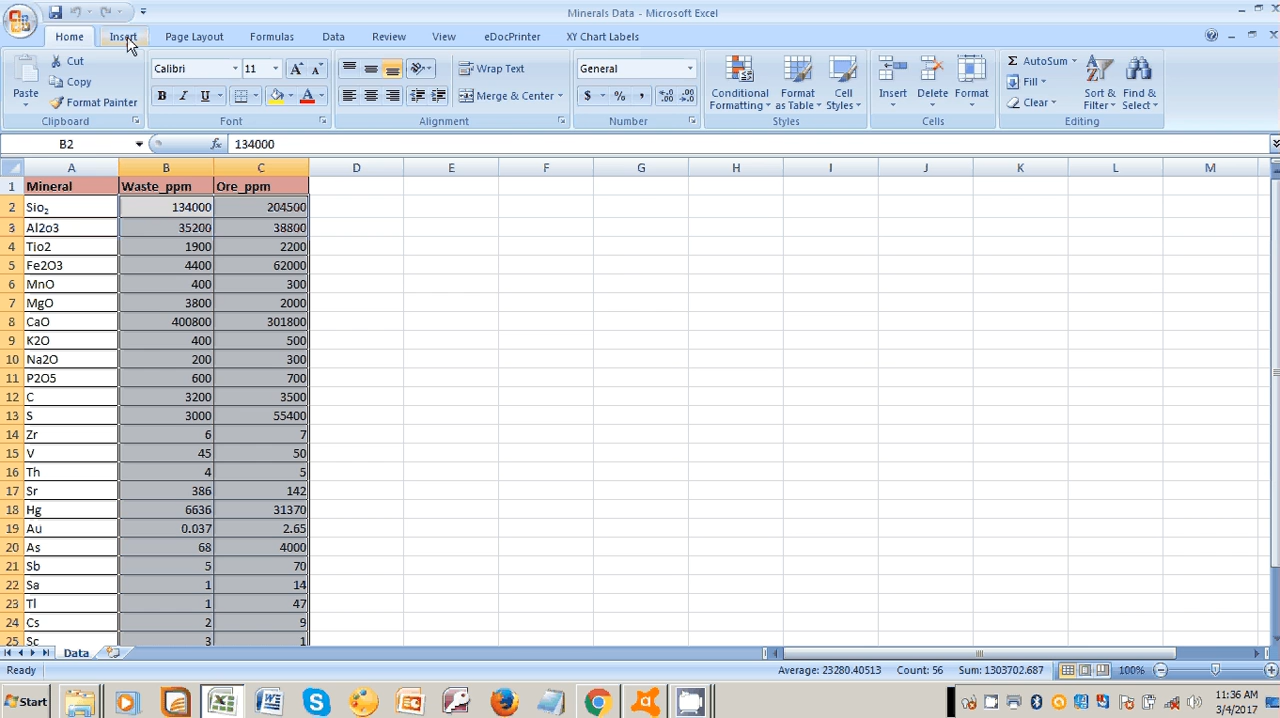 Minerals Data - Microsoft Excel
Home Insert Page Layout Formulas Data Review View eDocPrinter XY Chart Labels
Paste Cut Copy Format Painter Clipboard
Calibri 11 B I U A Font
Wrap Text Merge & Center Alignment
General $ % , Number
Conditional Formatting Format as Table Cell Styles Styles
Insert Delete Format Cells
Σ AutoSum Fill Clear Sort & Filter Find & Select Editing
B2 fx 134000
A B C D E F G H I J K L M
1 Mineral Waste_ppm Ore_ppm
2 Sio₂ 134000 204500
3 Al2o3 35200 38800
4 Tio2 1900 2200
5 Fe2O3 4400 62000
6 MnO 400 300
7 MgO 3800 2000
8 CaO 400800 301800
9 K2O 400 500
10 Na2O 200 300
11 P2O5 600 700
12 C 3200 3500
13 S 3000 55400
14 Zr 6 7
15 V 45 50
16 Th 4 5
17 Sr 386 142
18 Hg 6636 31370
19 Au 0.037 2.65
20 As 68 4000
21 Sb 5 70
22 Sa 1 14
23 Tl 1 47
24 Cs 2 9
25 Sc 3 1
Data
Ready Average: 23280.40513 Count: 56 Sum: 1303702.687 100%
Start 11:36 AM
3/4/2017